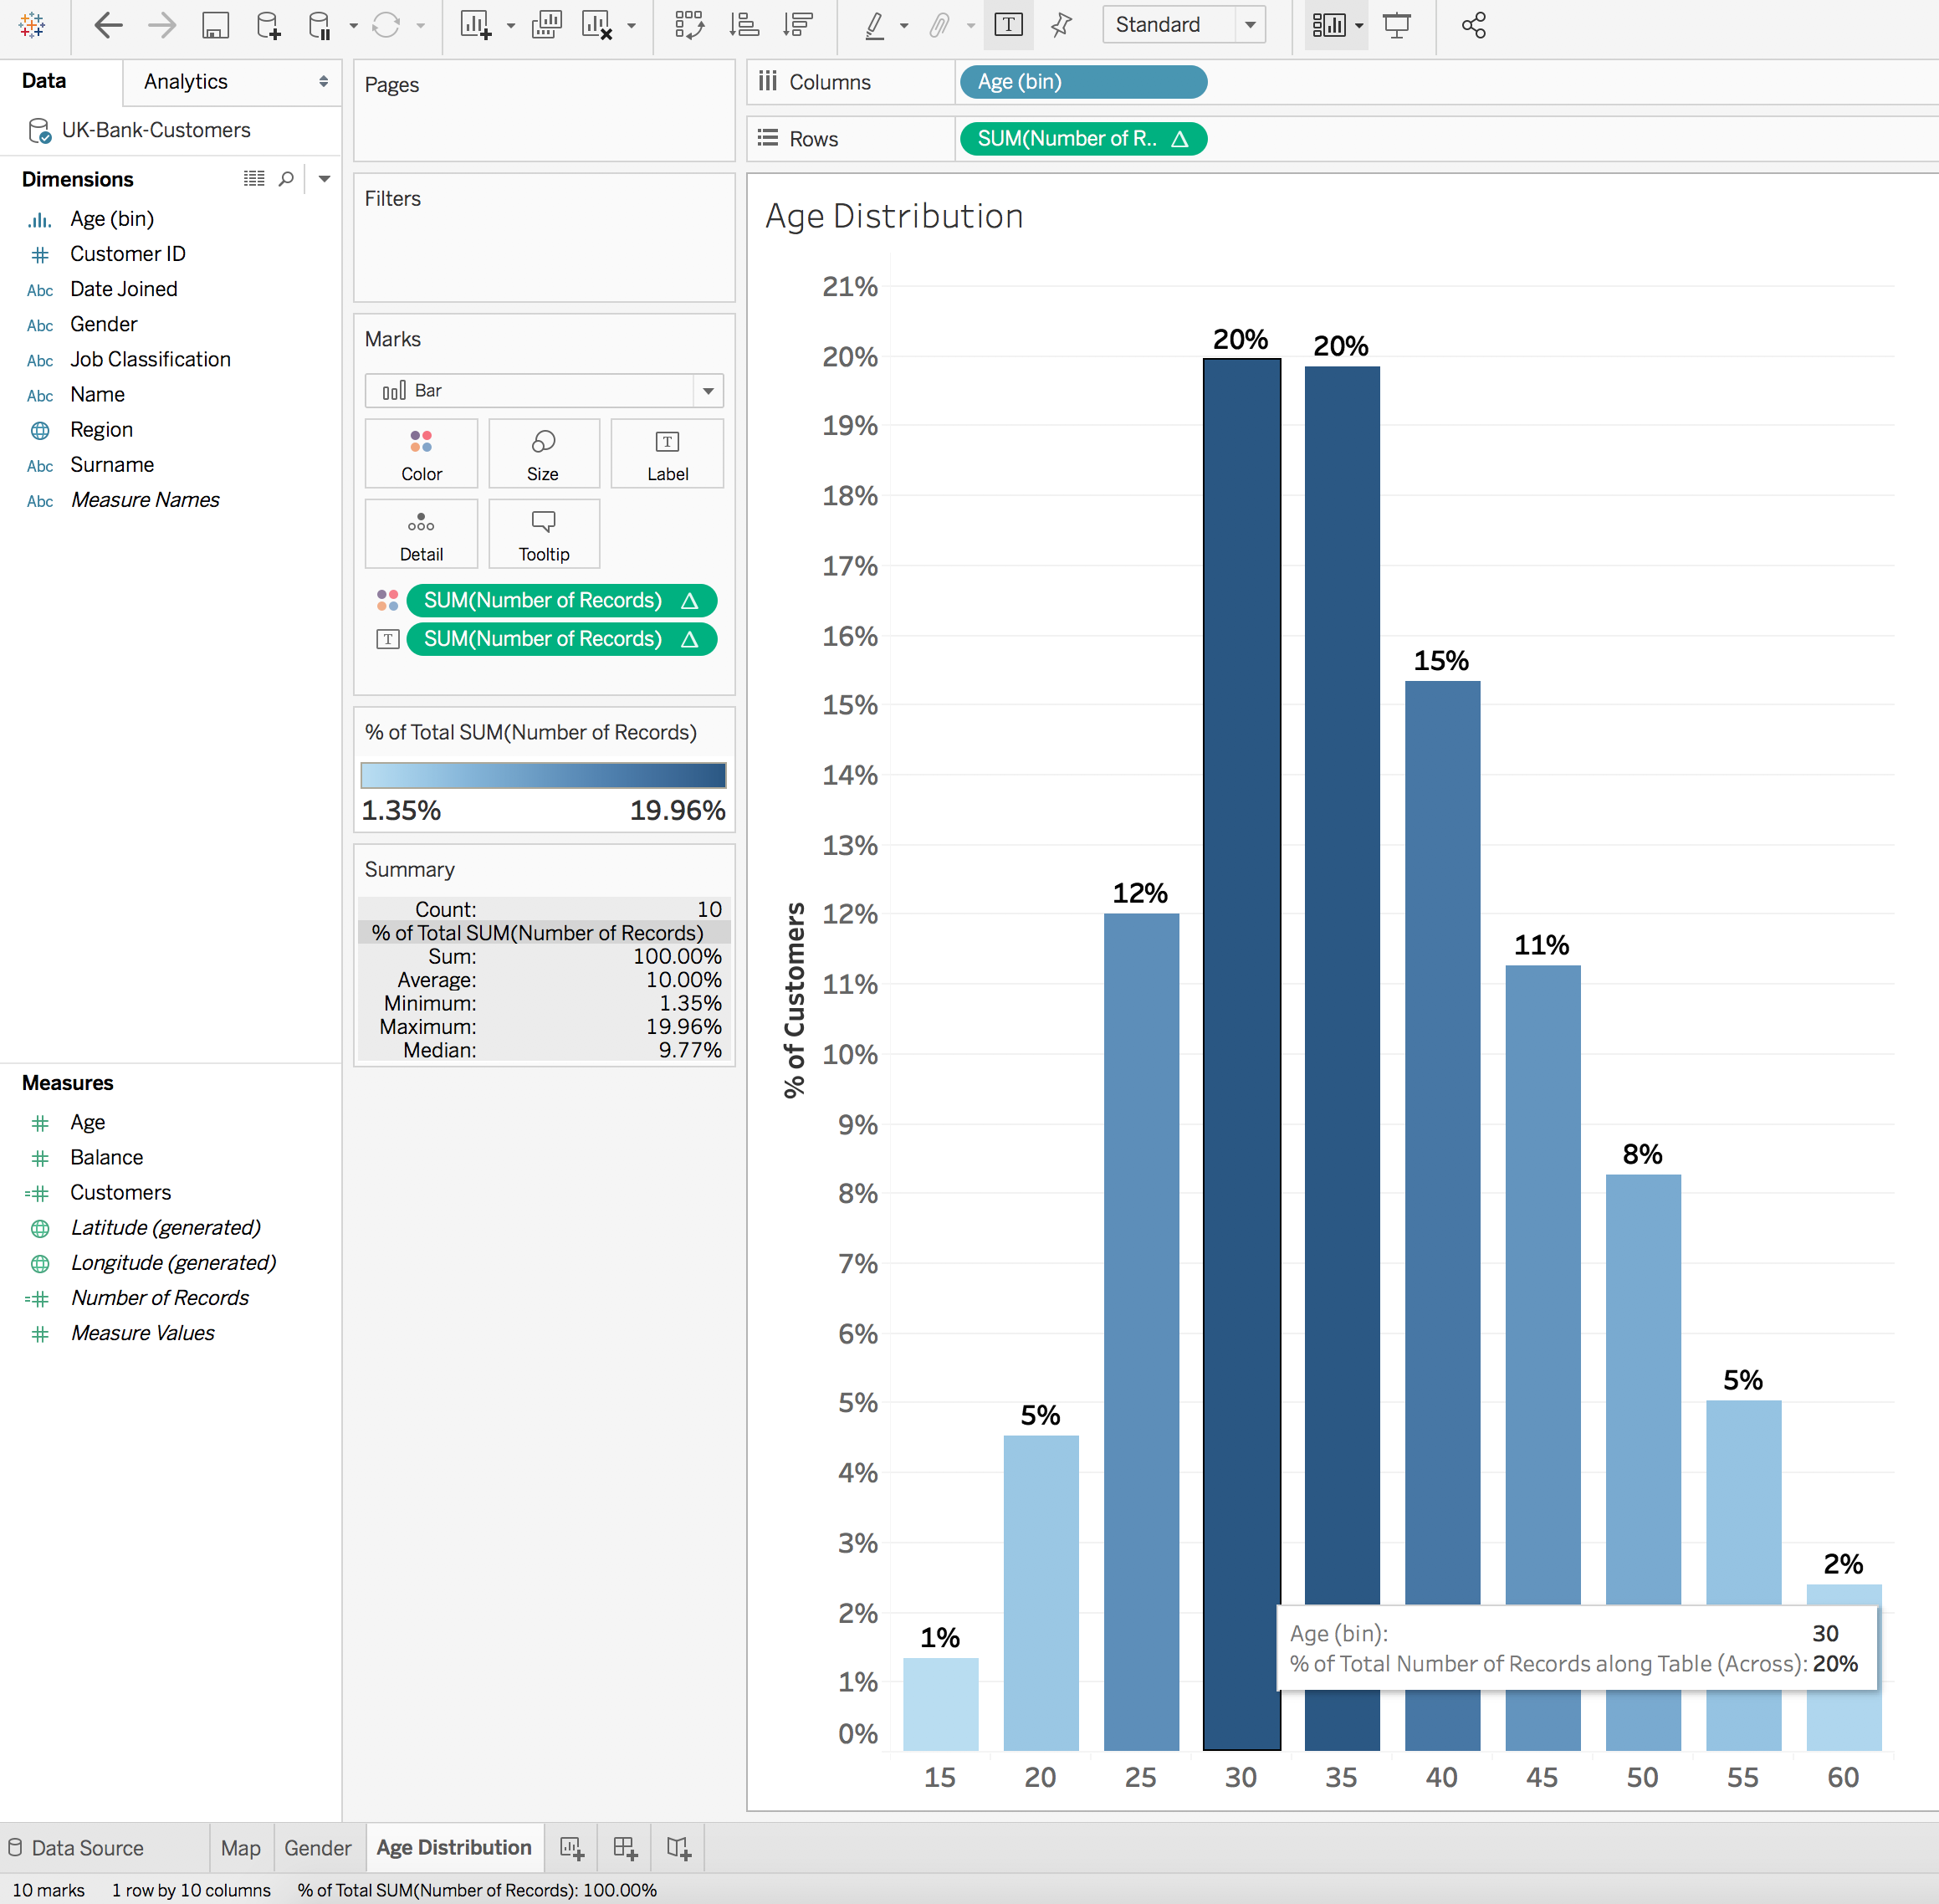 Standard
Data
Analytics
UK-Bank-Customers
Dimensions
Age (bin)
Customer ID
Abc Date Joined
Abc Gender
Abc Job Classification
Abc Name
Region
Abc Surname
Abc Measure Names
Measures
Age
Balance
Customers
Latitude (generated)
Longitude (generated)
Number of Records
Measure Values
Pages
Filters
Marks
Bar
Color Size T Label
Detail Tooltip
SUM(Number of Records) Δ
T SUM(Number of Records) Δ
% of Total SUM(Number of Records)
1.35% 19.96%
Summary
Count: 10
% of Total SUM(Number of Records)
Sum: 100.00%
Average: 10.00%
Minimum: 1.35%
Maximum: 19.96%
Median: 9.77%
Columns Age (bin)
Rows SUM(Number of R.. Δ
Age Distribution
% of Customers
21%
20%
19%
18%
17%
16%
15%
14%
13%
12%
11%
10%
9%
8%
7%
6%
5%
4%
3%
2%
1%
0%
1%
5%
12%
20%
20%
15%
11%
8%
5%
2%
Age (bin): 30
% of Total Number of Records along Table (Across): 20%
15 20 25 30 35 40 45 50 55 60
Data Source Map Gender Age Distribution
10 marks 1 row by 10 columns % of Total SUM(Number of Records): 100.00%